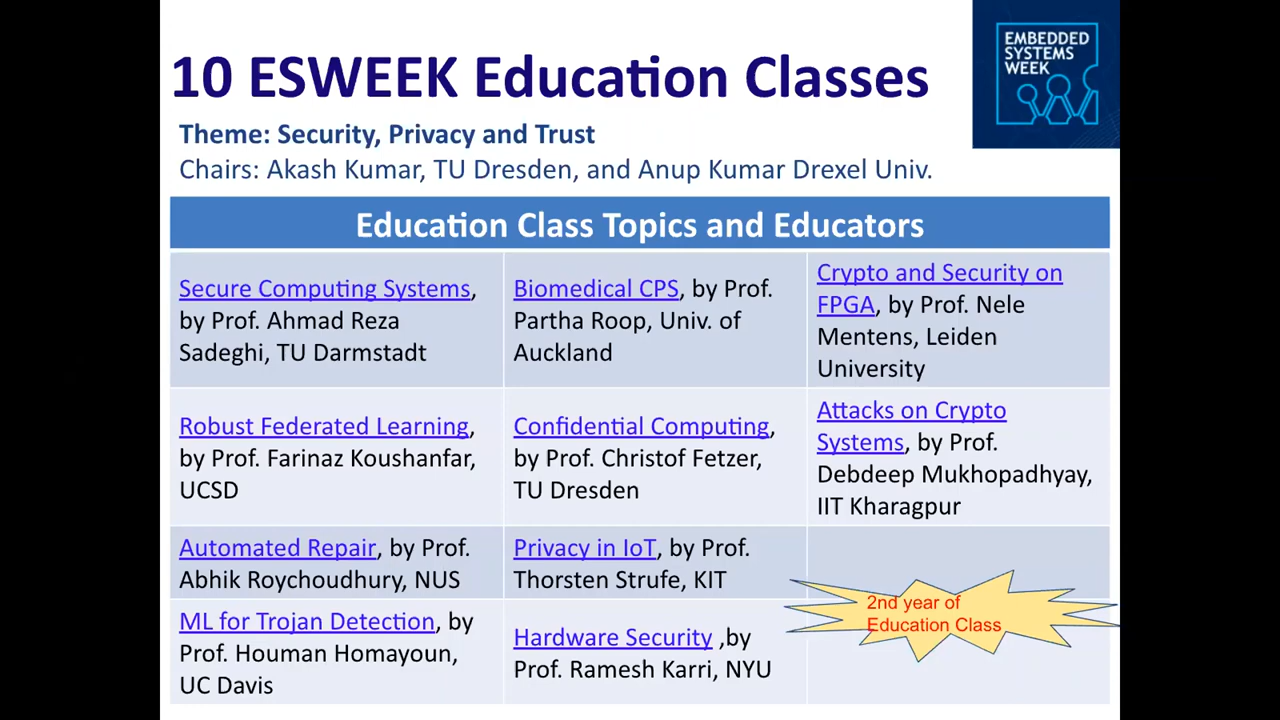 10 ESWEEK Education Classes
EMBEDDED
SYSTEMS
WEEK
Theme: Security, Privacy and Trust
Chairs: Akash Kumar, TU Dresden, and Anup Kumar Drexel Univ.
Education Class Topics and Educators
Secure Computing Systems,
by Prof. Ahmad Reza
Sadeghi, TU Darmstadt
Biomedical CPS, by Prof.
Partha Roop, Univ. of
Auckland
Crypto and Security on
FPGA, by Prof. Nele
Mentens, Leiden
University
Robust Federated Learning,
by Prof. Farinaz Koushanfar,
UCSD
Confidential Computing,
by Prof. Christof Fetzer,
TU Dresden
Attacks on Crypto
Systems, by Prof.
Debdeep Mukhopadhyay,
IIT Kharagpur
Automated Repair, by Prof.
Abhik Roychoudhury, NUS
Privacy in IoT, by Prof.
Thorsten Strufe, KIT
ML for Trojan Detection, by
Prof. Houman Homayoun,
UC Davis
Hardware Security ,by
Prof. Ramesh Karri, NYU
2nd year of
Education Class